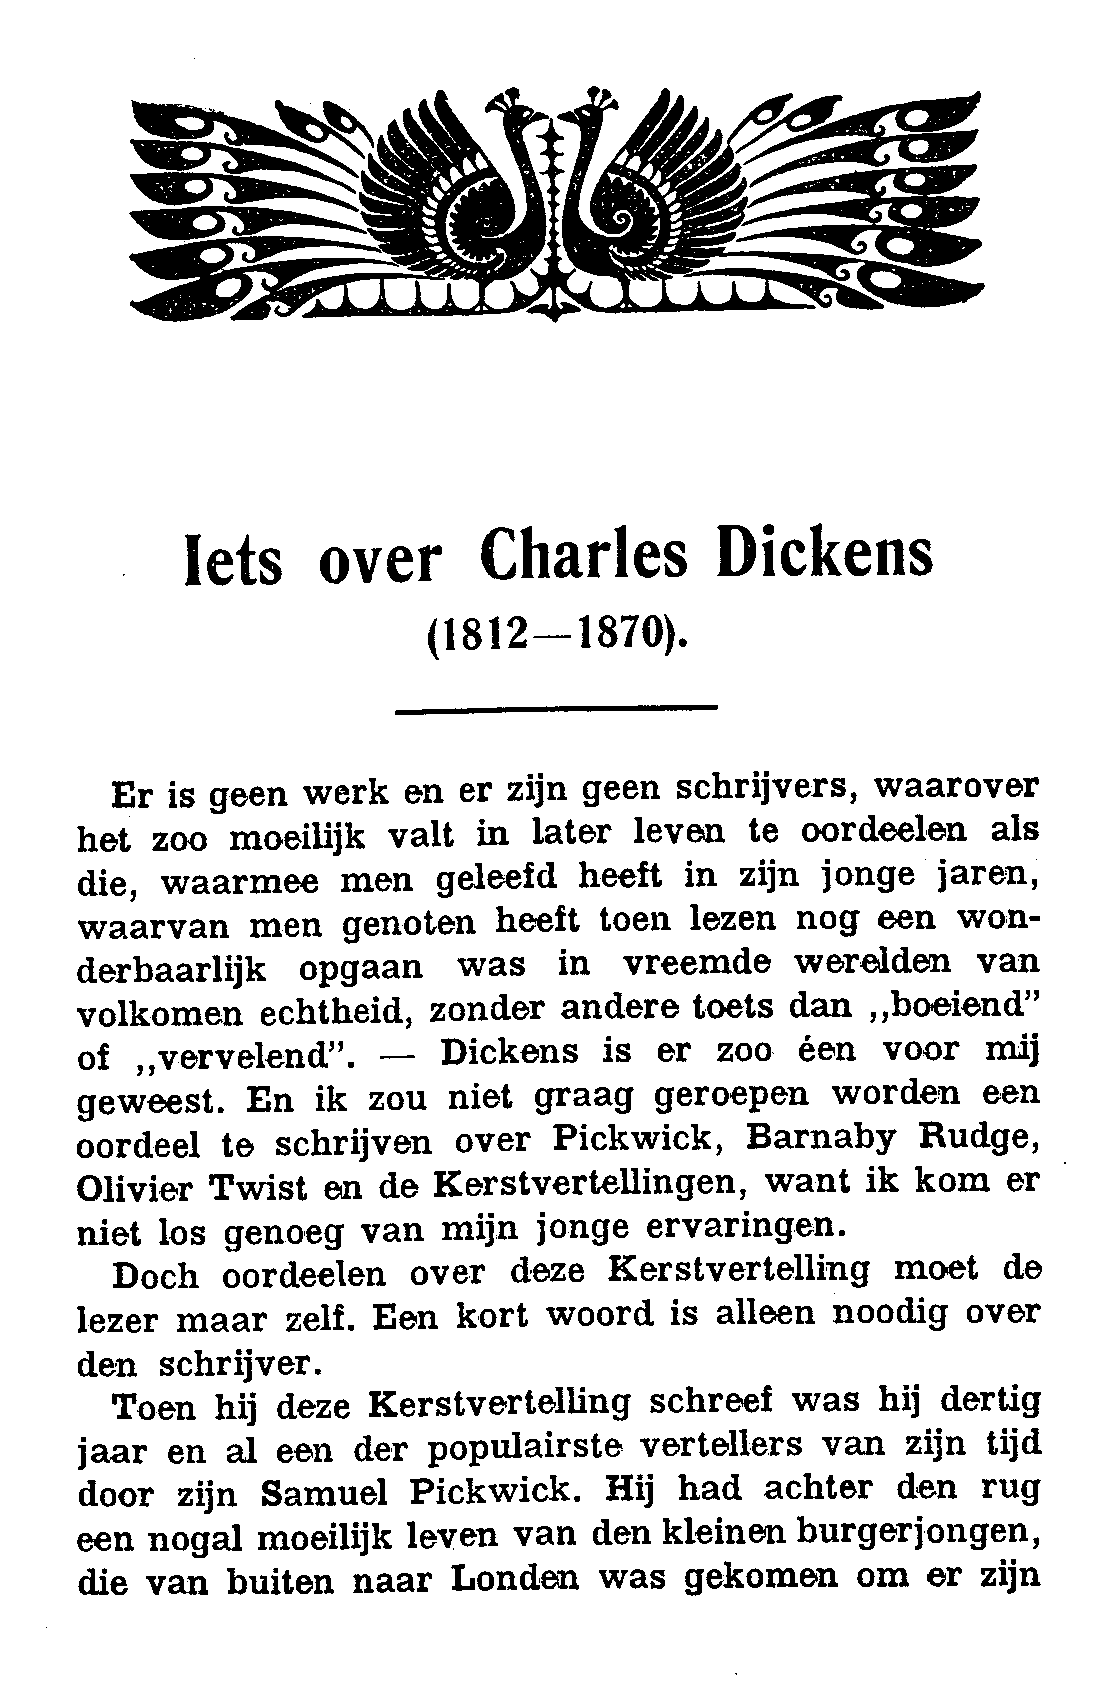 Iets over Charles Dickens
(1812—1870).
Er is geen werk en er zijn geen schrijvers, waarover
het zoo moeilijk valt in later leven te oordeelen als
die, waarmee men geleefd heeft in zijn jonge jaren,
waarvan men genoten heeft toen lezen nog een won-
derbaarlijk opgaan was in vreemde werelden van
volkomen echtheid, zonder andere toets dan „boeiend”
of „vervelend”. — Dickens is er zoo éen voor mij
geweest. En ik zou niet graag geroepen worden een
oordeel te schrijven over Pickwick, Barnaby Rudge,
Olivier Twist en de Kerstvertellingen, want ik kom er
niet los genoeg van mijn jonge ervaringen.
Doch oordeelen over deze Kerstvertelling moet de
lezer maar zelf. Een kort woord is alleen noodig over
den schrijver.
Toen hij deze Kerstvertelling schreef was hij dertig
jaar en al een der populairste vertellers van zijn tijd
door zijn Samuel Pickwick. Hij had achter den rug
een nogal moeilijk leven van den kleinen burgerjongen,
die van buiten naar Londen was gekomen om er zijn